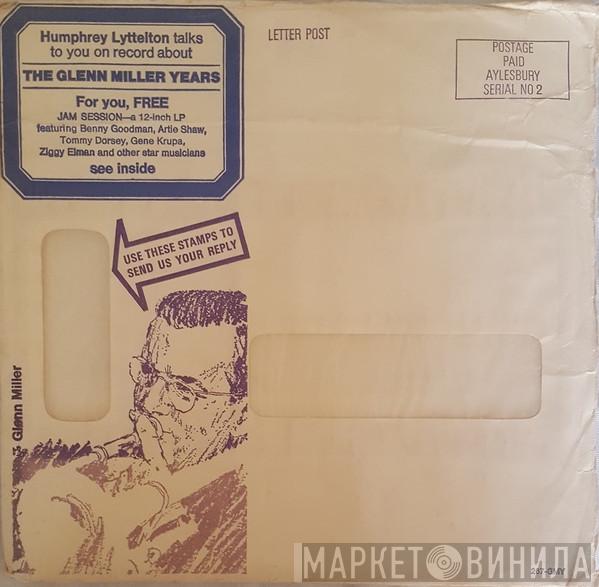 Humphrey Lyttelton talks
to you on record about
THE GLENN MILLER YEARS
For you, FREE
JAM SESSION—a 12-inch LP
featuring Benny Goodman, Artie Shaw,
Tommy Dorsey, Gene Krupa,
Ziggy Elman and other star musicians
see inside
LETTER POST
POSTAGE
PAID
AYLESBURY
SERIAL NO 2
USE THESE STAMPS TO
SEND US YOUR REPLY
Glenn Miller
МАРКЕТ ВИНИЛА
287-GMY